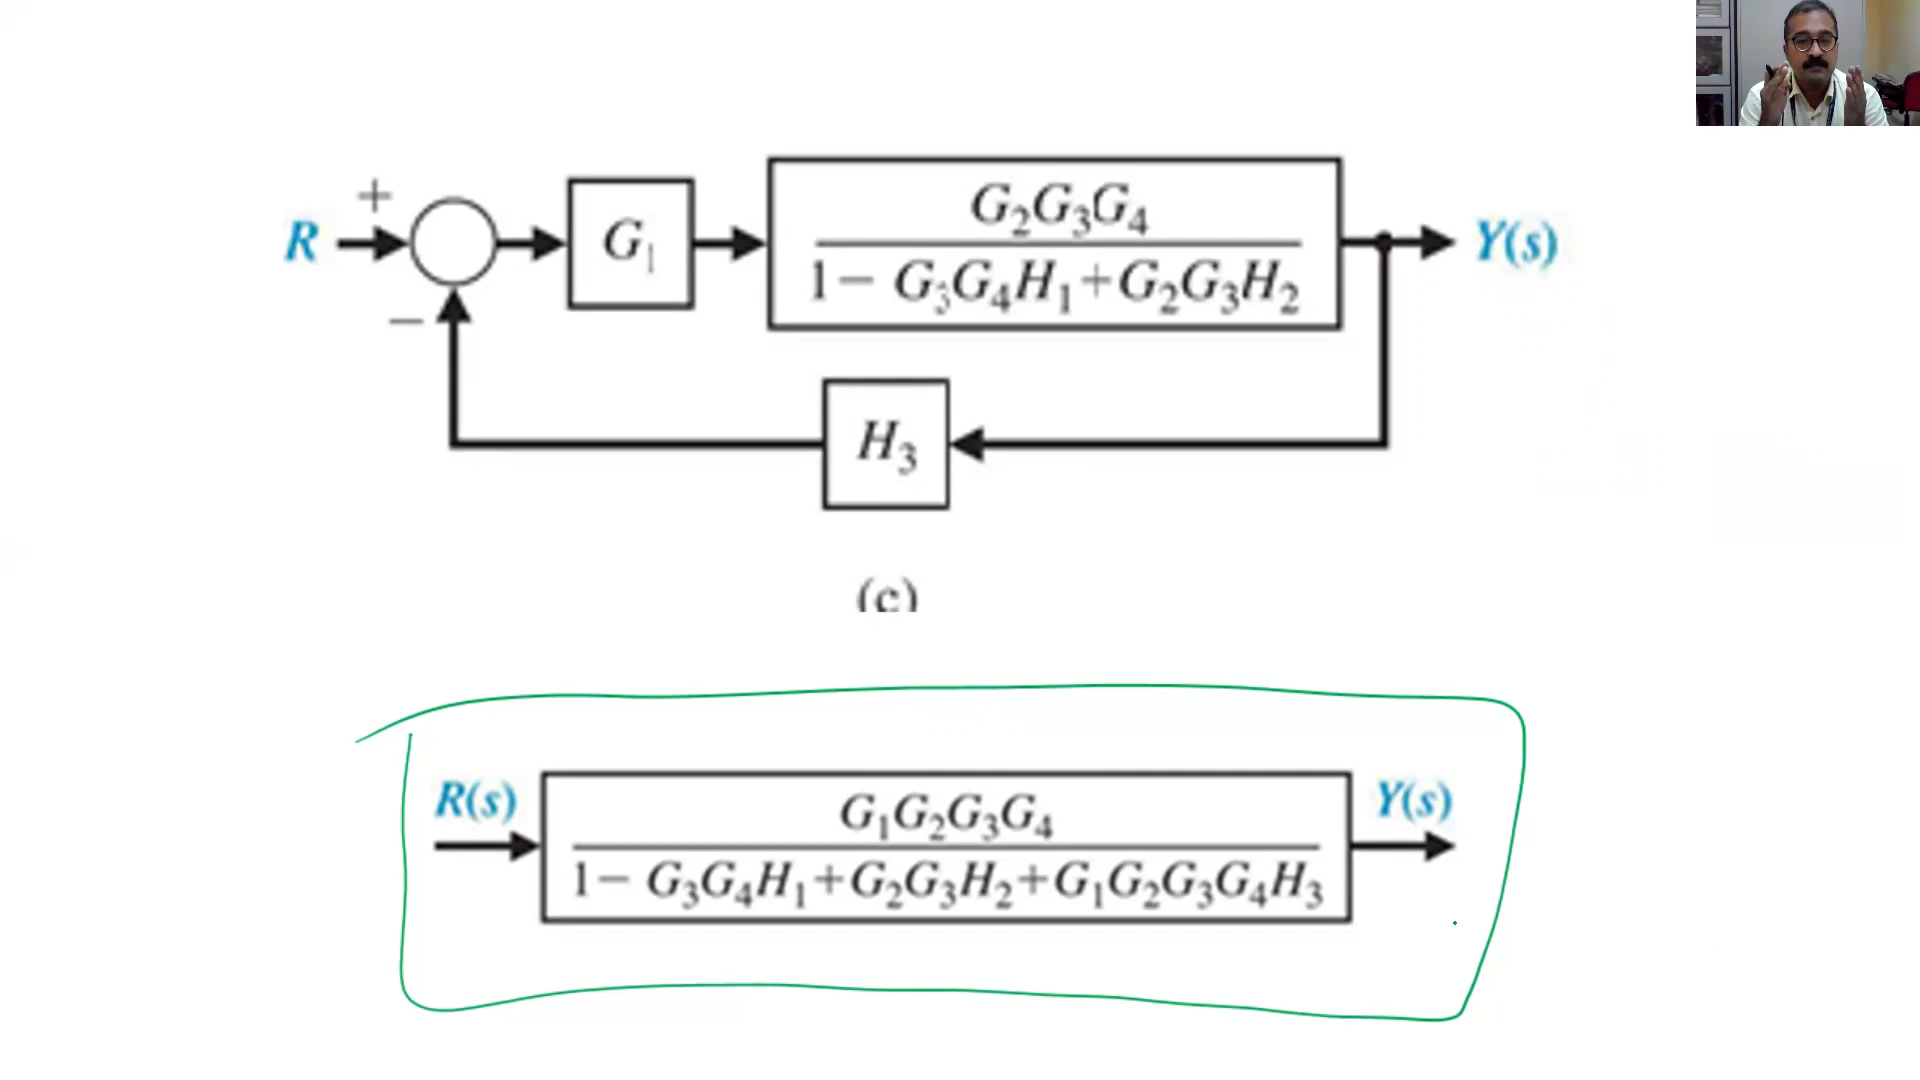 +
R
G₁
G₂G₃G₄
1 − G₃G₄H₁+G₂G₃H₂
Y(s)
−
H₃
(c)
R(s)
G₁G₂G₃G₄
1 − G₃G₄H₁+G₂G₃H₂+G₁G₂G₃G₄H₃
Y(s)